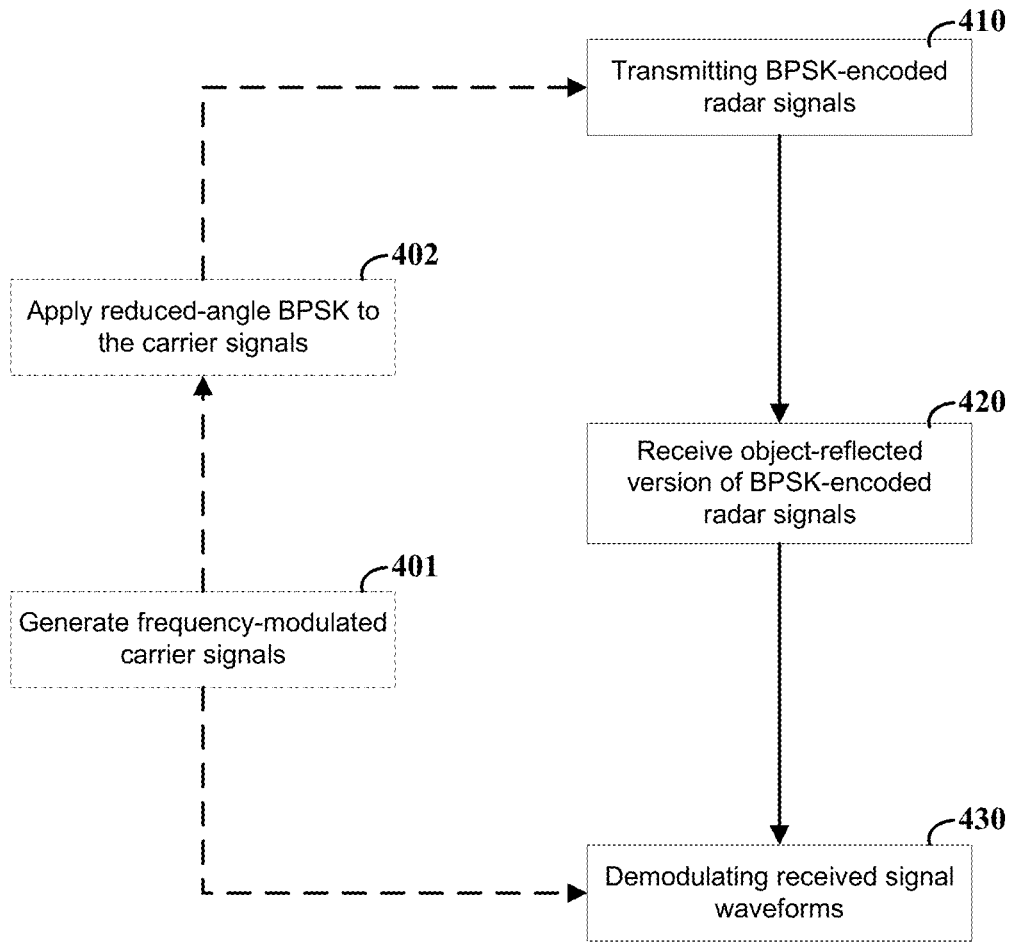 410
Transmitting BPSK-encoded
radar signals
402
Apply reduced-angle BPSK to
the carrier signals
420
Receive object-reflected
version of BPSK-encoded
radar signals
401
Generate frequency-modulated
carrier signals
430
Demodulating received signal
waveforms